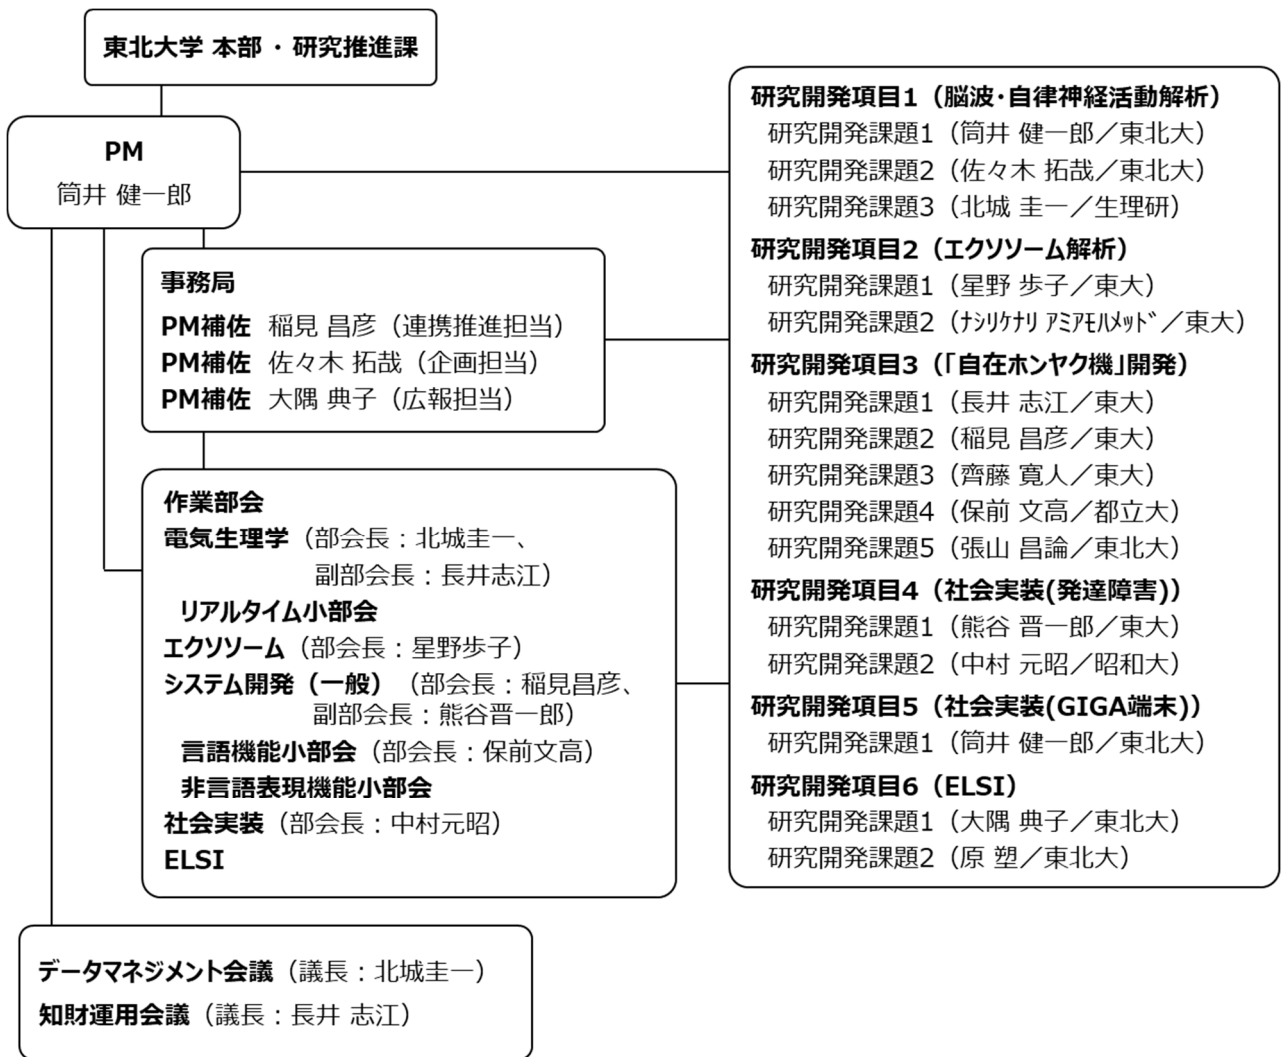 東北大学 本部・研究推進課
PM
筒井 健一郎
事務局
PM補佐 稲見 昌彦（連携推進担当）
PM補佐 佐々木 拓哉（企画担当）
PM補佐 大隅 典子（広報担当）
作業部会
電気生理学（部会長：北城圭一、
副部会長：長井志江）
リアルタイム小部会
エクソソーム（部会長：星野歩子）
システム開発（一般）（部会長：稲見昌彦、
副部会長：熊谷晋一郎）
言語機能小部会（部会長：保前文高）
非言語表現機能小部会
社会実装（部会長：中村元昭）
ELSI
データマネジメント会議（議長：北城圭一）
知財運用会議（議長：長井 志江）
研究開発項目1（脳波・自律神経活動解析）
研究開発課題1（筒井 健一郎／東北大）
研究開発課題2（佐々木 拓哉／東北大）
研究開発課題3（北城 圭一／生理研）
研究開発項目2（エクソソーム解析）
研究開発課題1（星野 歩子／東大）
研究開発課題2（ﾅｼﾘｹﾅﾘ ｱﾐｱﾓﾊﾒｯﾄﾞ／東大）
研究開発項目3（「自在ホンヤク機」開発）
研究開発課題1（長井 志江／東大）
研究開発課題2（稲見 昌彦／東大）
研究開発課題3（齊藤 寛人／東大）
研究開発課題4（保前 文高／都立大）
研究開発課題5（張山 昌論／東北大）
研究開発項目4（社会実装(発達障害)）
研究開発課題1（熊谷 晋一郎／東大）
研究開発課題2（中村 元昭／昭和大）
研究開発項目5（社会実装(GIGA端末)）
研究開発課題1（筒井 健一郎／東北大）
研究開発項目6（ELSI）
研究開発課題1（大隅 典子／東北大）
研究開発課題2（原 塑／東北大）